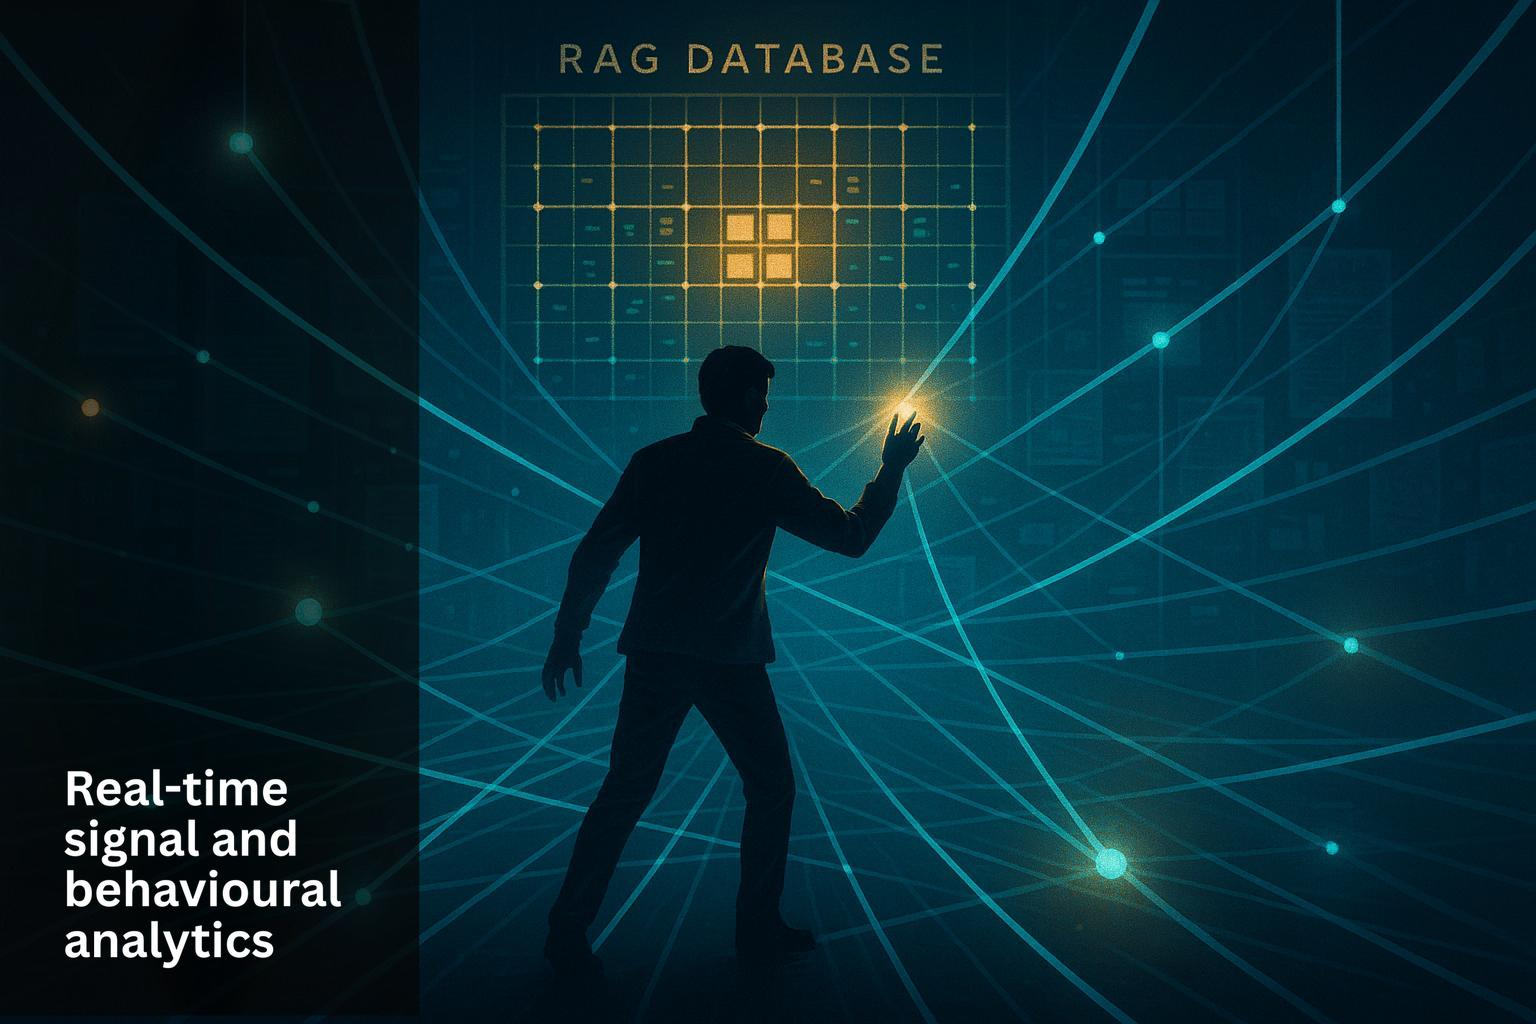 RAG DATABASE
Real-time
signal and
behavioural
analytics